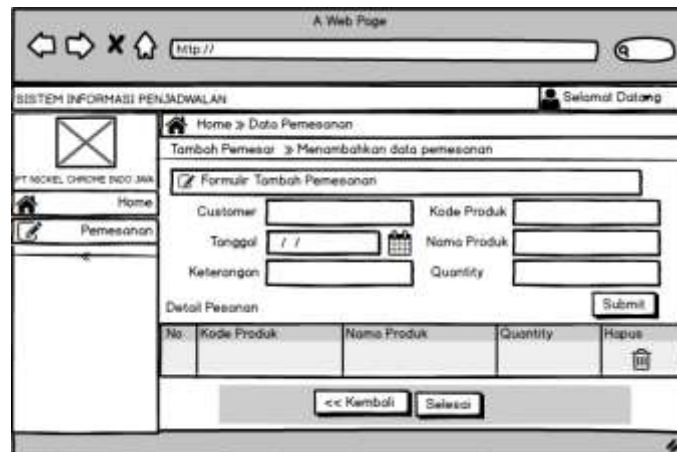 A Web Page
http://
SISTEM INFORMASI PENJADWALAN
Selamat Datang
PT NICKEL CHROME INDO JAVA
Home
Pemesanan
<<
Home >> Data Pemesanan
Tambah Pemesar >> Menambahkan data pemesanan
Formulir Tambah Pemesanan
Customer Kode Produk
Tanggal / / Nama Produk
Keterangan Quantity
Detail Pesanan Submit
No Kode Produk Nama Produk Quantity Hapus
<< Kembali Selesai